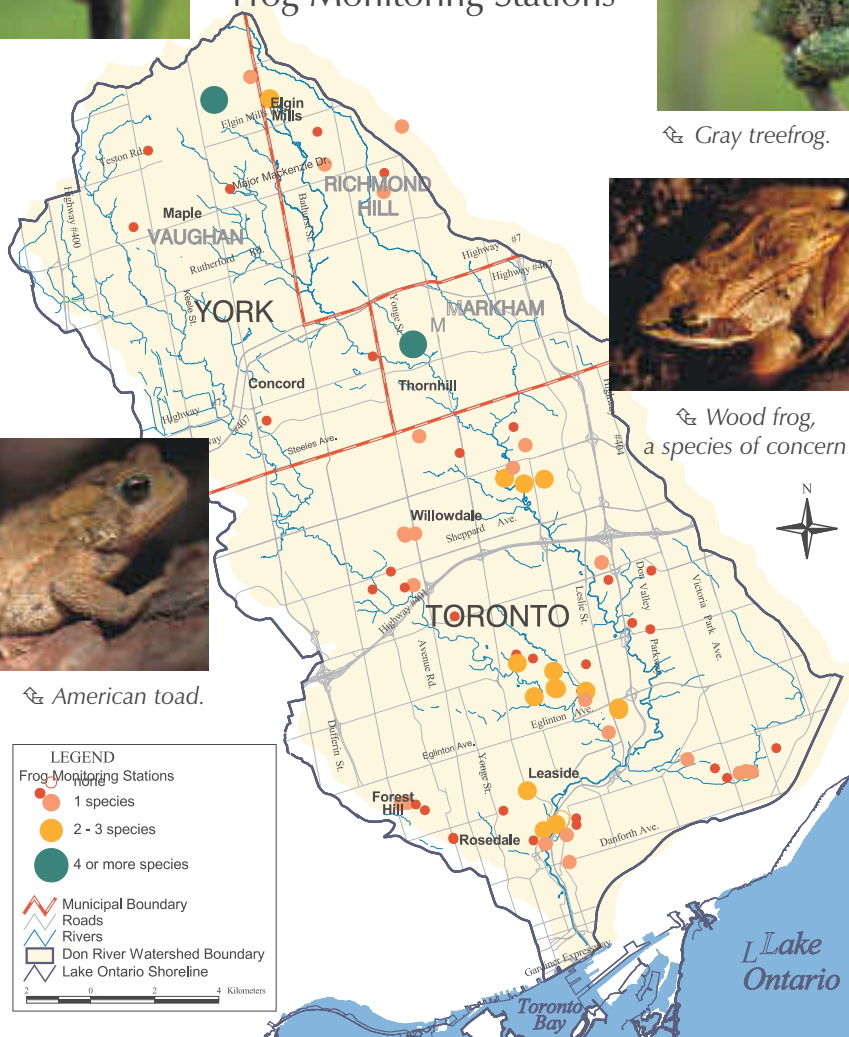 Frog Monitoring Stations
Gray treefrog.
Wood frog,
a species of concern
American toad.
N
Elgin
Mills
Elgin Mills
Teston Rd.
Major Mackenzie Dr.
RICHMOND
HILL
Highway #400
Maple
VAUGHAN
Bathurst St.
Rutherford Rd.
Highway #7
Highway #407
Keele St.
YORK
Yonge St.
M
MARKHAM
Concord
Thornhill
Highway #7
Highway #407
Highway #404
Steeles Ave.
Willowdale
Sheppard Ave.
Leslie St.
Don Valley Parkway
Victoria Park Ave.
Highway #401
TORONTO
Avenue Rd.
Dufferin St.
Eglinton Ave.
Eglinton Ave.
Yonge St.
Leaside
Forest
Hill
Rosedale
Danforth Ave.
Gardiner Expressway
L Lake
Ontario
Toronto
Bay
LEGEND
Frog Monitoring Stations
none
1 species
2 - 3 species
4 or more species
Municipal Boundary
Roads
Rivers
Don River Watershed Boundary
Lake Ontario Shoreline
2 0 2 4 Kilometers